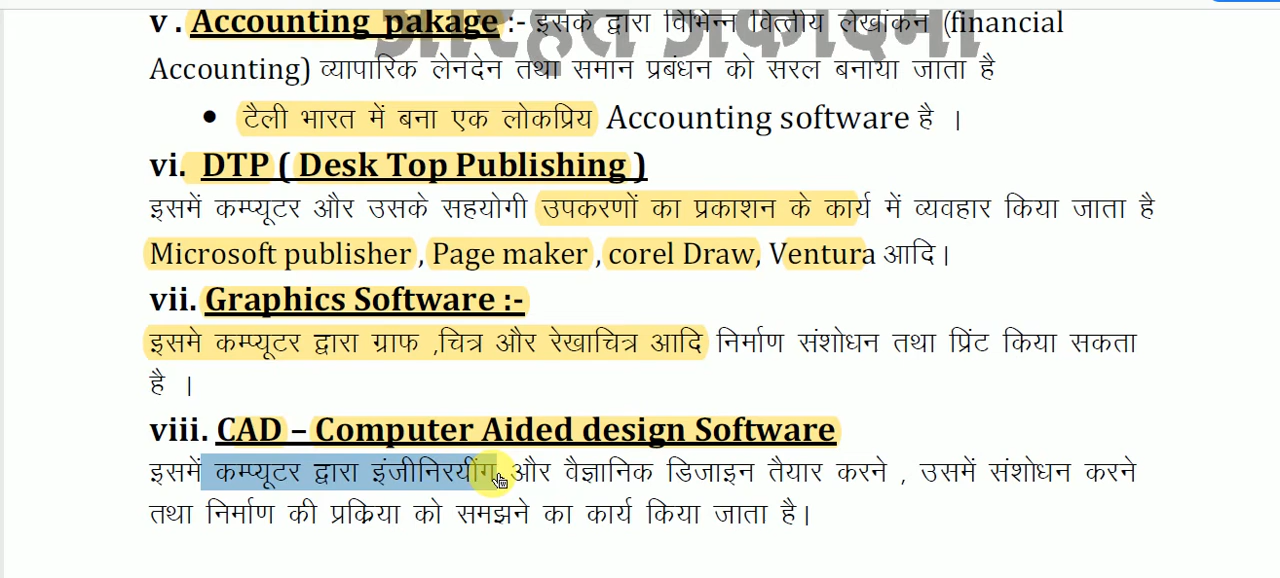 v . Accounting pakage :- इसके द्वारा विभिन्न वित्तीय लेखांकन (financial
Accounting) व्यापारिक लेनदेन तथा समान प्रबंधन को सरल बनाया जाता है
• टैली भारत में बना एक लोकप्रिय Accounting software है ।
vi. DTP ( Desk Top Publishing )
इसमें कम्प्यूटर और उसके सहयोगी उपकरणों का प्रकाशन के कार्य में व्यवहार किया जाता है
Microsoft publisher , Page maker , corel Draw, Ventura आदि।
vii. Graphics Software :-
इसमे कम्प्यूटर द्वारा ग्राफ ,चित्र और रेखाचित्र आदि निर्माण संशोधन तथा प्रिंट किया सकता
है ।
viii. CAD – Computer Aided design Software
इसमें कम्प्यूटर द्वारा इंजीनिरयींग और वैज्ञानिक डिजाइन तैयार करने , उसमें संशोधन करने
तथा निर्माण की प्रक्रिया को समझने का कार्य किया जाता है।